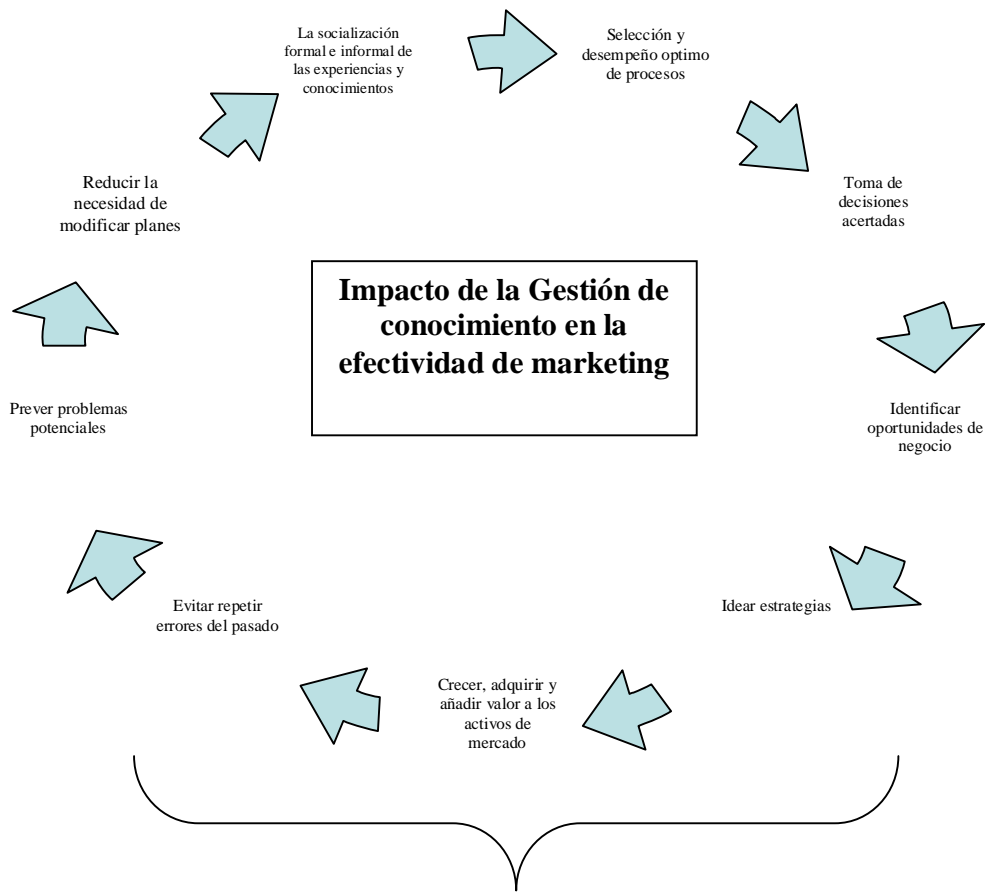 La socialización
formal e informal de
las experiencias y
conocimientos
Selección y
desempeño optimo
de procesos
Toma de
decisiones
acertadas
Identificar
oportunidades de
negocio
Idear estrategias
Crecer, adquirir y
añadir valor a los
activos de
mercado
Evitar repetir
errores del pasado
Prever problemas
potenciales
Reducir la
necesidad de
modificar planes
Impacto de la Gestión de
conocimiento en la
efectividad de marketing